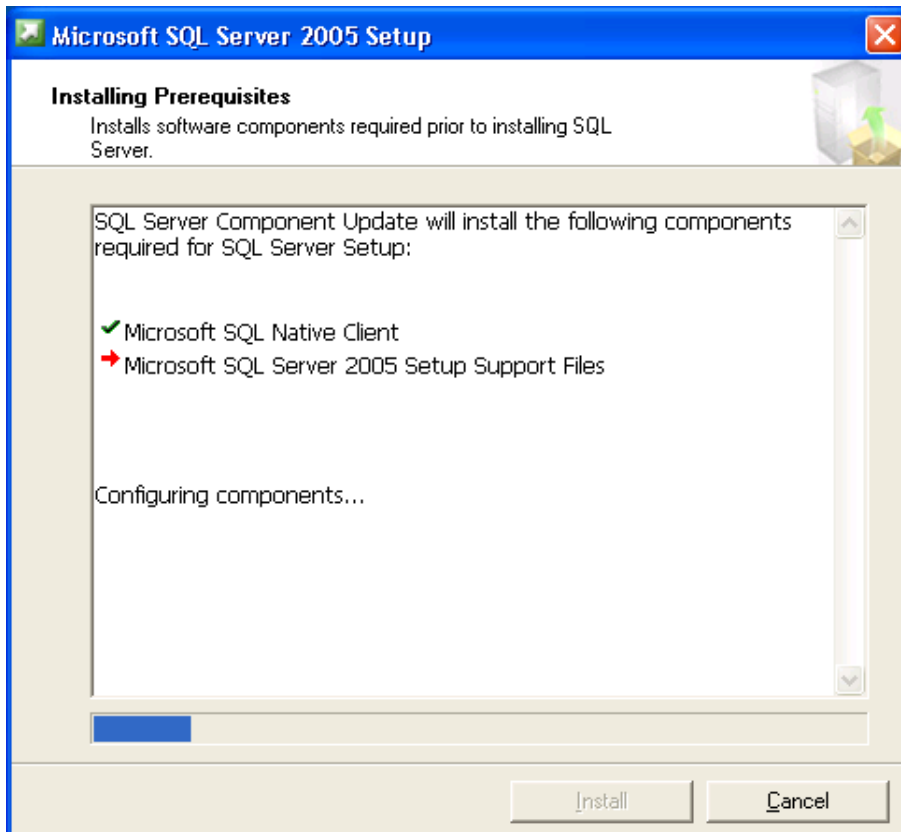 Microsoft SQL Server 2005 Setup
Installing Prerequisites
Installs software components required prior to installing SQL
Server.
SQL Server Component Update will install the following components
required for SQL Server Setup:
Microsoft SQL Native Client
Microsoft SQL Server 2005 Setup Support Files
Configuring components...
Install
Cancel